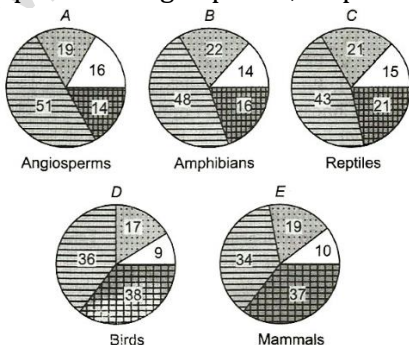 A B C
19 22 21
16 14 15
51 14 48 16 43 21
Angiosperms Amphibians Reptiles
D E
17 19
9 10
36 34
38 37
Birds Mammals